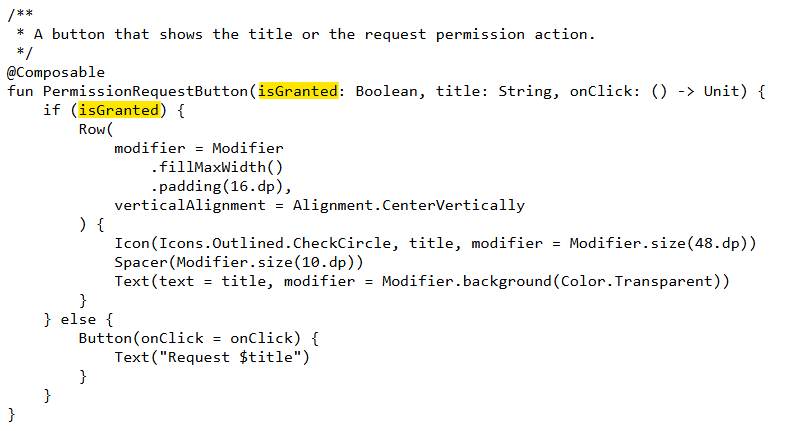 /**
 * A button that shows the title or the request permission action.
 */
@Composable
fun PermissionRequestButton(isGranted: Boolean, title: String, onClick: () -> Unit) {
    if (isGranted) {
        Row(
            modifier = Modifier
                .fillMaxWidth()
                .padding(16.dp),
            verticalAlignment = Alignment.CenterVertically
        ) {
            Icon(Icons.Outlined.CheckCircle, title, modifier = Modifier.size(48.dp))
            Spacer(Modifier.size(10.dp))
            Text(text = title, modifier = Modifier.background(Color.Transparent))
        }
    } else {
        Button(onClick = onClick) {
            Text("Request $title")
        }
    }
}